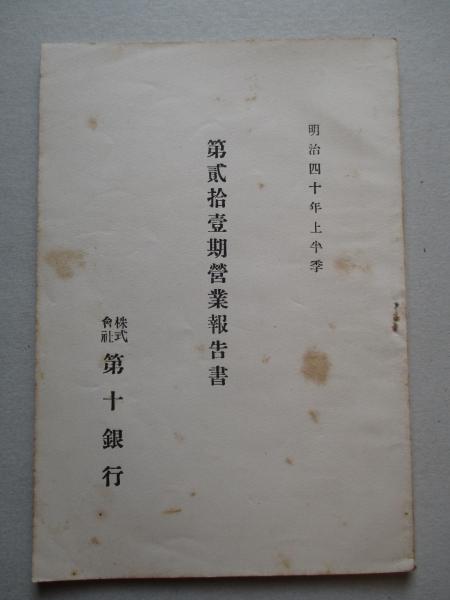 明治四十年上半季
第貳拾壹期營業報告書
株式會社第十銀行